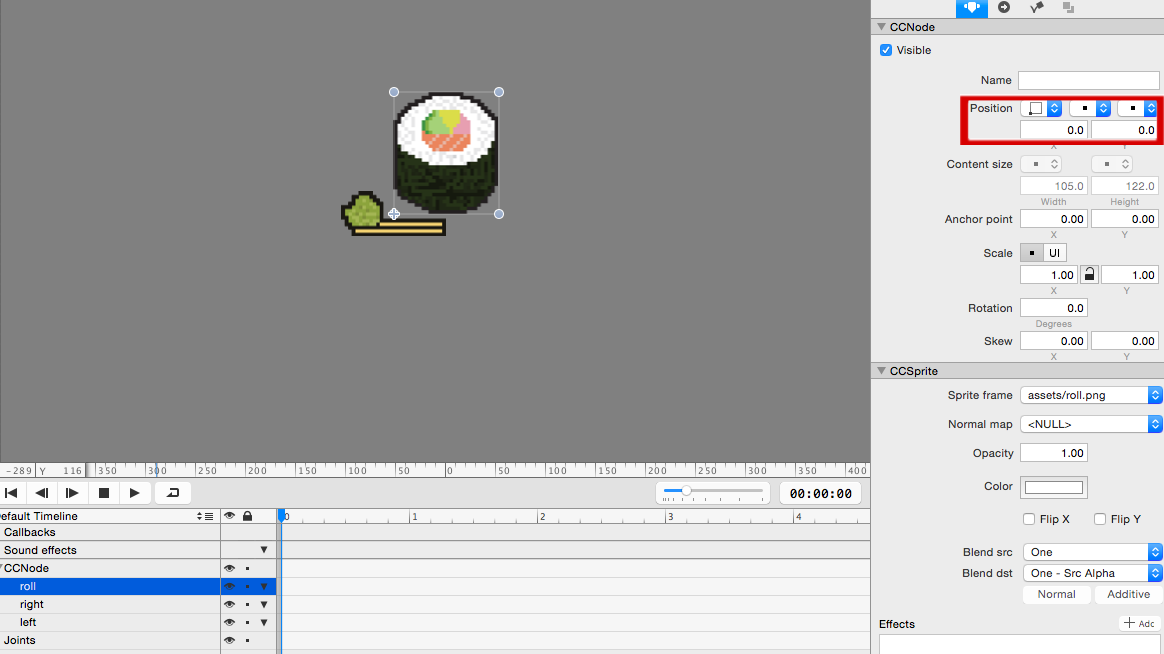 CCNode
Visible
Name
Position
0.0 0.0
X Y
Content size
105.0 122.0
Width Height
Anchor point 0.00 0.00
X Y
Scale UI
1.00 1.00
X Y
Rotation 0.0
Degrees
Skew 0.00 0.00
X Y
CCSprite
Sprite frame assets/roll.png
Normal map <NULL>
Opacity 1.00
Color
Flip X Flip Y
Blend src One
Blend dst One - Src Alpha
Normal Additive
Effects Adc
-289 Y 116 350 300 250 200 150 100 50 0 50 100 150 200 250 300 350 400
00:00:00
efault Timeline 0 1 2 3 4
Callbacks
Sound effects
CCNode
roll
right
left
Joints